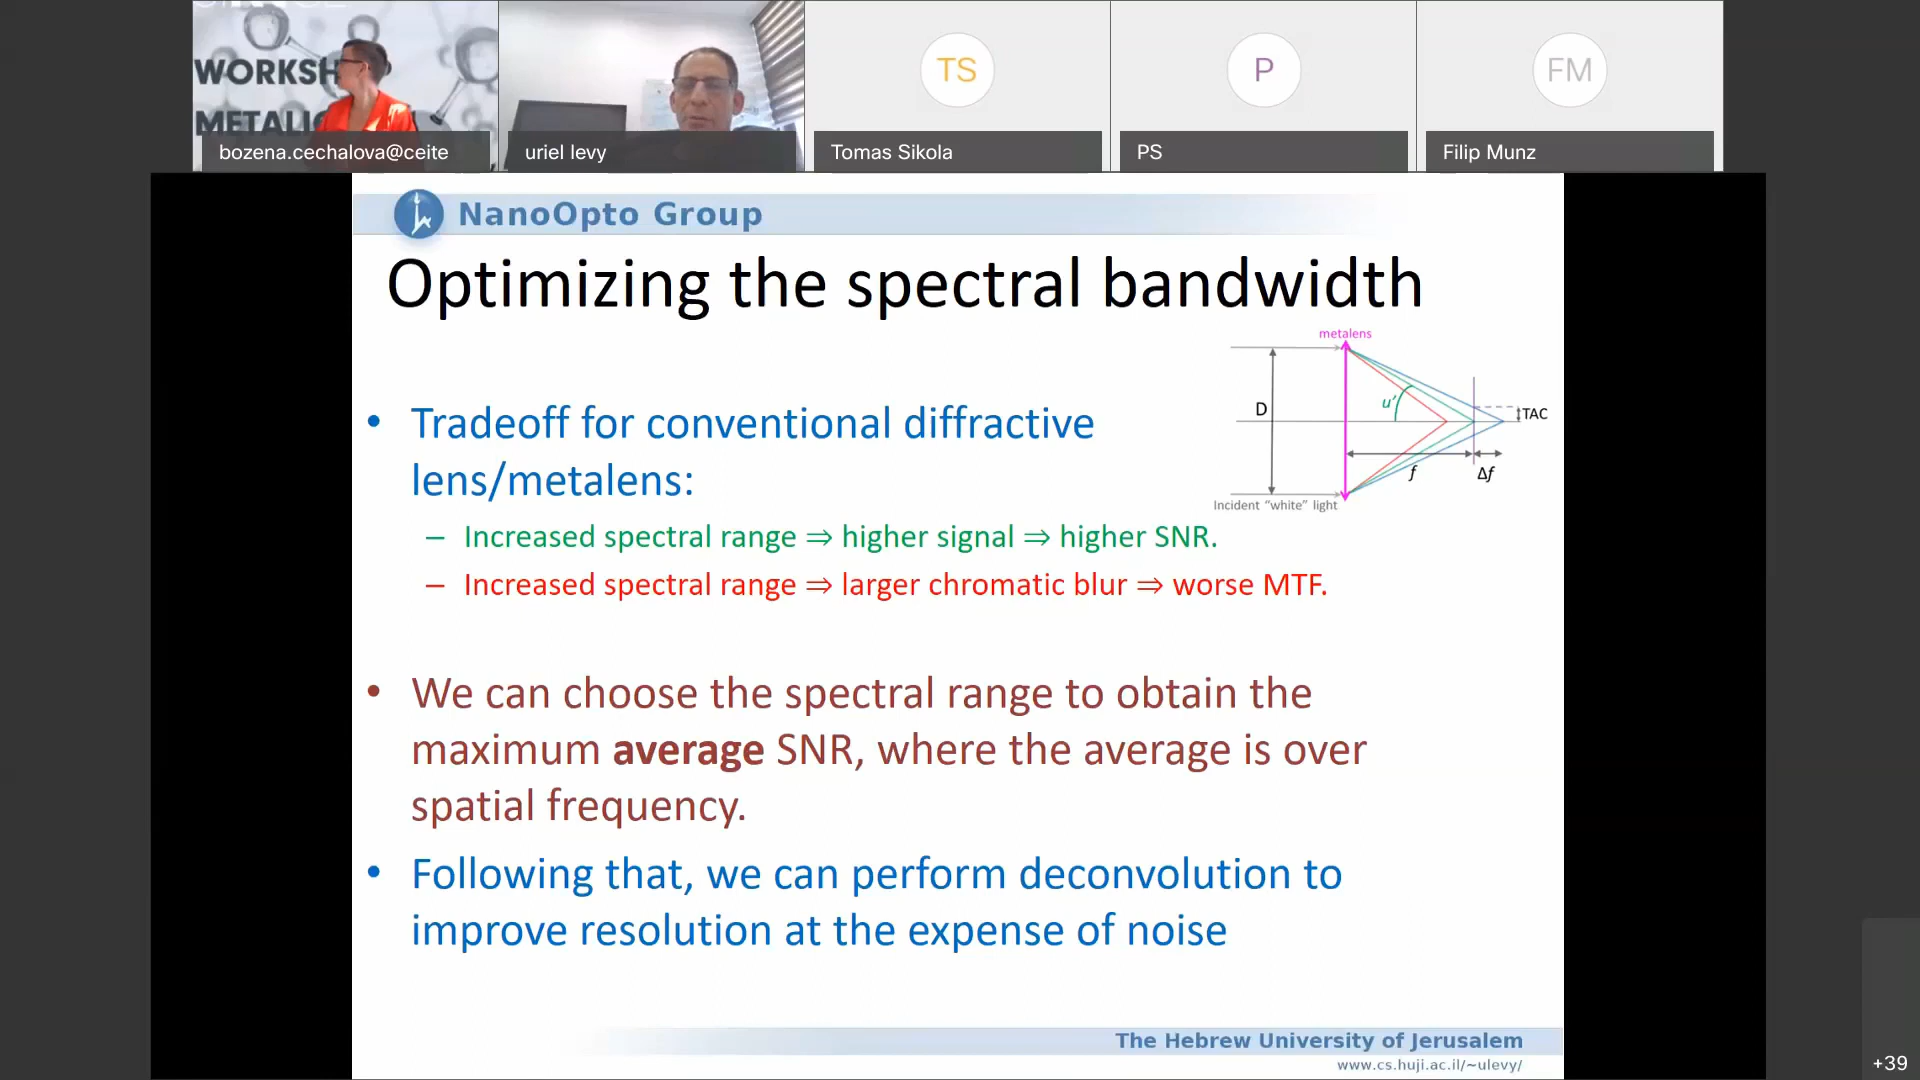 WORKSH
METALI
bozena.cechalova@ceite
uriel levy
TS
Tomas Sikola
P
PS
FM
Filip Munz
NanoOpto Group
Optimizing the spectral bandwidth
metalens
D
u'
TAC
f
Δf
Incident “white” light
• Tradeoff for conventional diffractive
lens/metalens:
– Increased spectral range ⇒ higher signal ⇒ higher SNR.
– Increased spectral range ⇒ larger chromatic blur ⇒ worse MTF.
• We can choose the spectral range to obtain the
maximum average SNR, where the average is over
spatial frequency.
• Following that, we can perform deconvolution to
improve resolution at the expense of noise
The Hebrew University of Jerusalem
www.cs.huji.ac.il/~ulevy/
+39